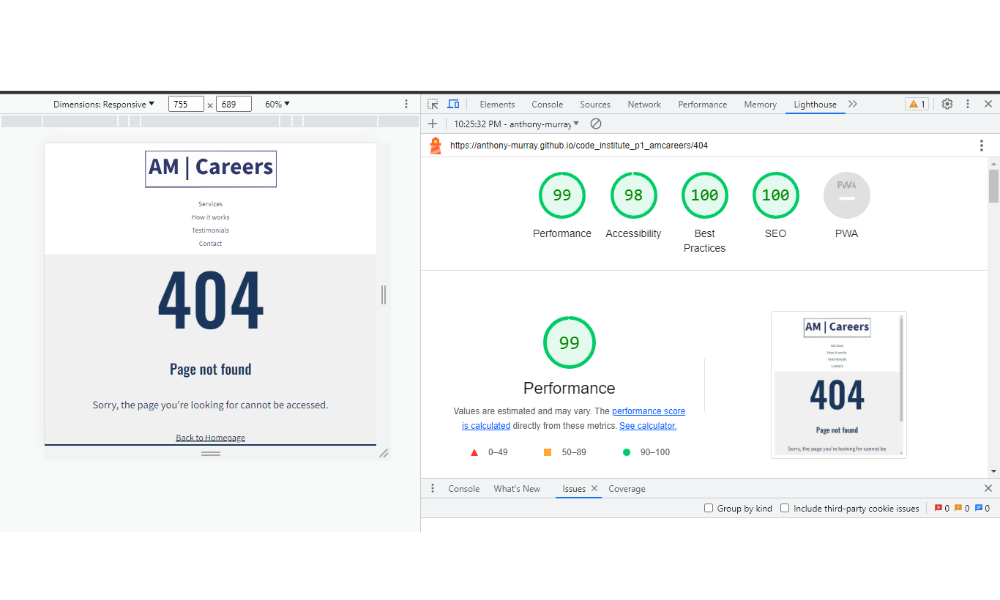 Dimensions: Responsive ▼ 755 × 689 60% ▼
Elements Console Sources Network Performance Memory Lighthouse 1
10:25:32 PM - anthony-murray
https://anthony-murray.github.io/code_institute_p1_amcareers/404
AM | Careers
Services
How it works
Testimonials
Contact
404
Page not found
Sorry, the page you're looking for cannot be accessed.
Back to Homepage
99 98 100 100 PWA
Performance Accessibility Best Practices SEO PWA
99
Performance
Values are estimated and may vary. The performance score
is calculated directly from these metrics. See calculator.
0–49 50–89 90–100
AM | Careers
Services
How it works
Testimonials
Contact
404
Page not found
Sorry, the page you're looking for cannot be
Console What's New Issues Coverage
Group by kind Include third-party cookie issues 0 0 0